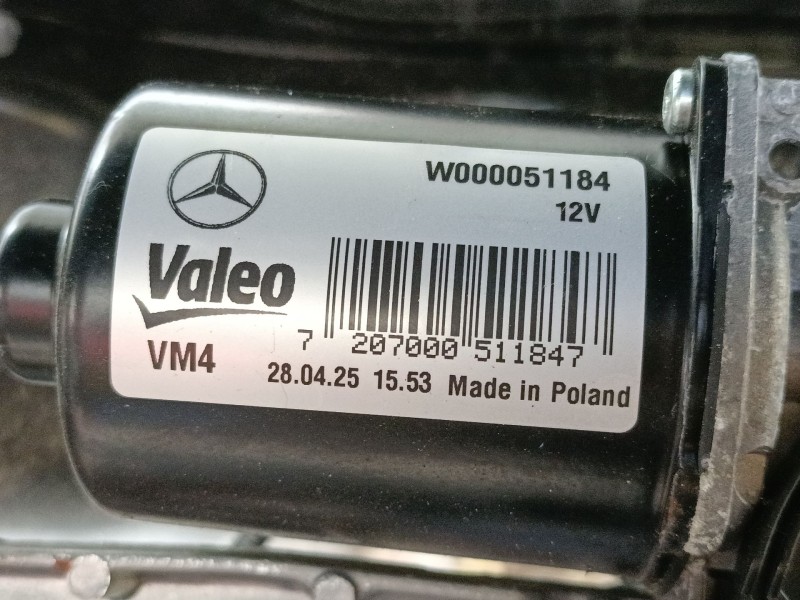 W000051184
12V
Valeo
7 207000 511847
VM4
28.04.25 15.53 Made in Poland